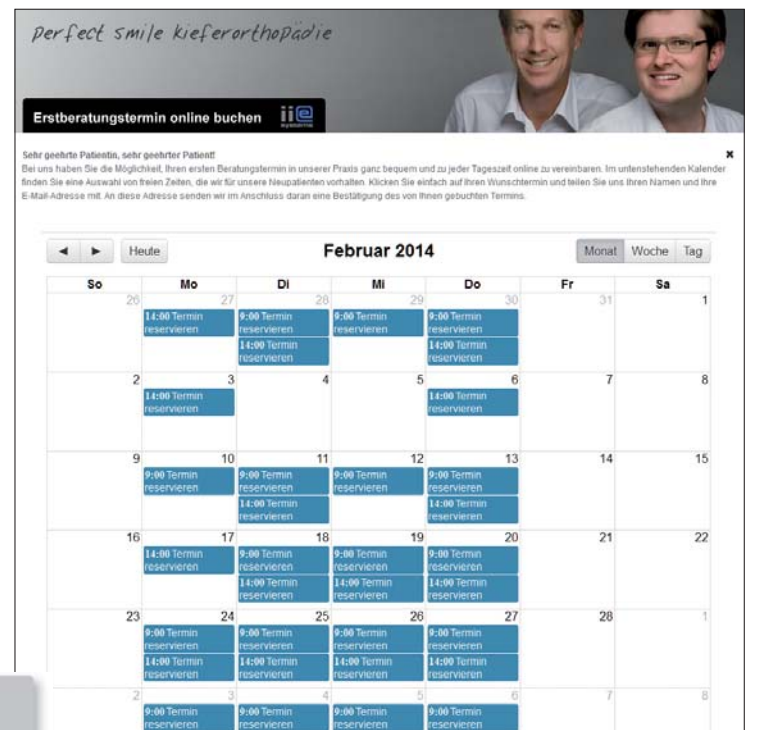 perfect smile kieferorthopädie
Erstberatungstermin online buchen iie systems
Sehr geehrte Patientin, sehr geehrter Patient!
Bei uns haben Sie die Möglichkeit, Ihren ersten Beratungstermin in unserer Praxis ganz bequem und zu jeder Tageszeit online zu vereinbaren. Im untenstehenden Kalender
finden Sie eine Auswahl von freien Zeiten, die wir für unsere Neupatienten vorhalten. Klicken Sie einfach auf Ihren Wunschtermin und teilen Sie uns Ihren Namen und Ihre
E-Mail-Adresse mit. An diese Adresse senden wir im Anschluss daran eine Bestätigung des von Ihnen gebuchten Termins.
Heute Februar 2014 Monat Woche Tag
So Mo Di Mi Do Fr Sa
26 27 28 29 30 31 1
14:00 Termin 9:00 Termin 9:00 Termin 9:00 Termin
reservieren reservieren reservieren reservieren
14:00 Termin 14:00 Termin
reservieren reservieren
2 3 4 5 6 7 8
14:00 Termin 14:00 Termin
reservieren reservieren
9 10 11 12 13 14 15
9:00 Termin 9:00 Termin 9:00 Termin 9:00 Termin
reservieren reservieren reservieren reservieren
14:00 Termin 14:00 Termin
reservieren reservieren
16 17 18 19 20 21 22
14:00 Termin 9:00 Termin 9:00 Termin 9:00 Termin
reservieren reservieren reservieren reservieren
14:00 Termin 14:00 Termin 14:00 Termin
reservieren reservieren reservieren
23 24 25 26 27 28 1
9:00 Termin 9:00 Termin 9:00 Termin 9:00 Termin
reservieren reservieren reservieren reservieren
14:00 Termin 14:00 Termin 14:00 Termin 14:00 Termin
reservieren reservieren reservieren reservieren
2 3 4 5 6 7 8
9:00 Termin 9:00 Termin 9:00 Termin 9:00 Termin
reservieren reservieren reservieren reservieren